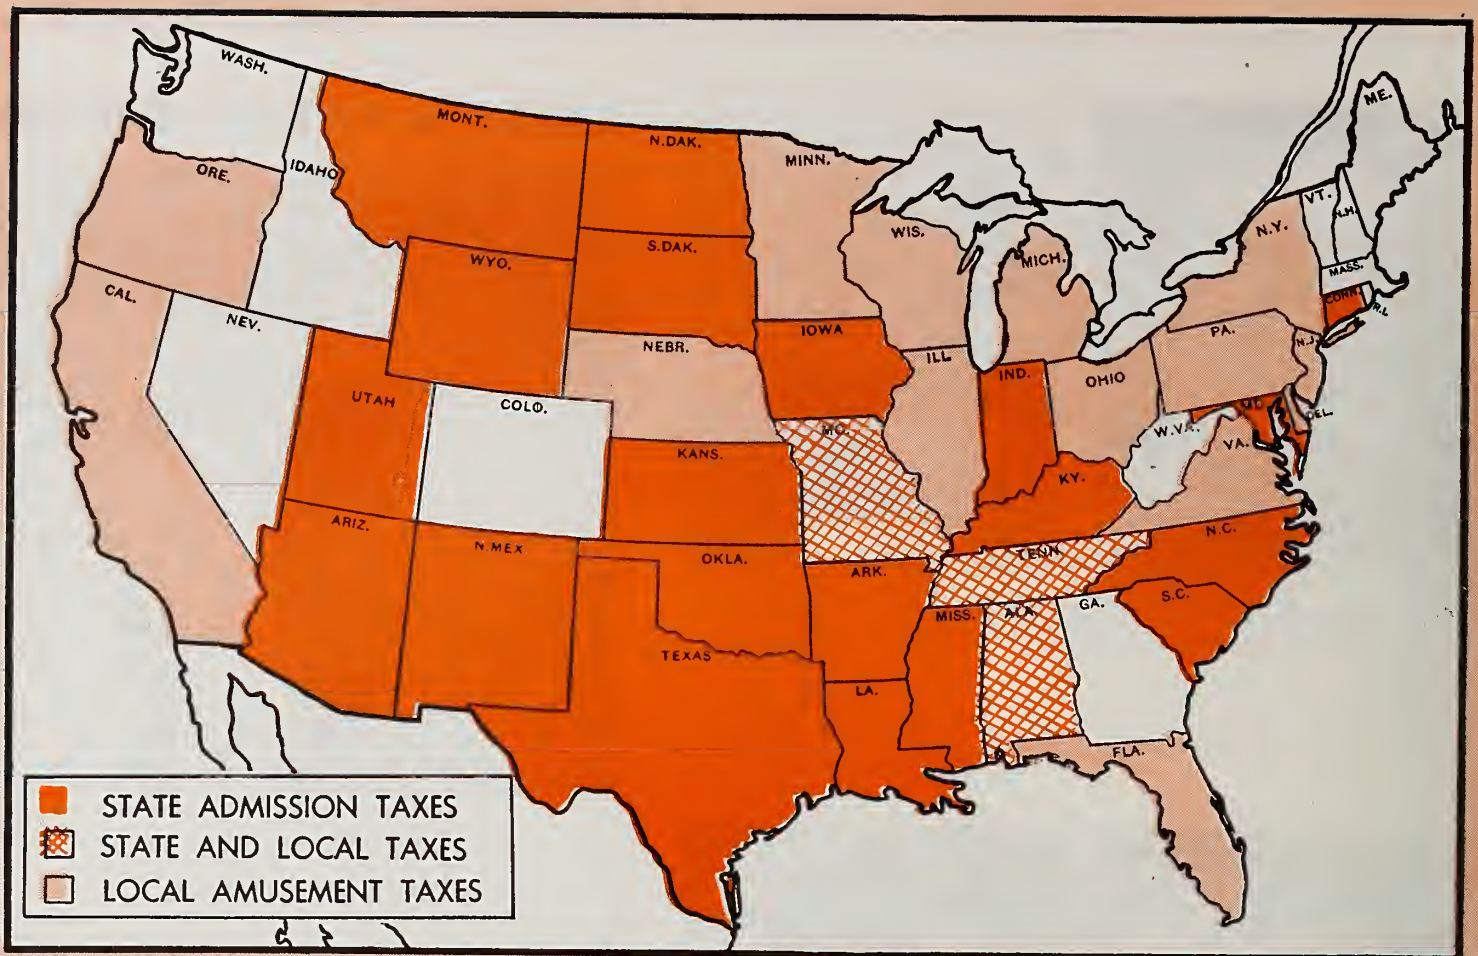 WASH.
MONT.
N.DAK.
MINN.
ME.
ORE.
IDAHO
VT.
N.H.
WIS.
N.Y.
S.DAK.
WYO.
MICH.
MASS.
CAL.
CONN.
R.I.
NEV.
IOWA
PA.
N.J.
NEBR.
ILL
IND.
OHIO
UTAH
COLO.
MD.
DEL.
MO.
W.VA.
VA.
KANS.
KY.
ARIZ.
N.MEX
OKLA.
TENN.
N.C.
ARK.
S.C.
MISS.
ALA.
GA.
TEXAS
LA.
FLA.
STATE ADMISSION TAXES
STATE AND LOCAL TAXES
LOCAL AMUSEMENT TAXES